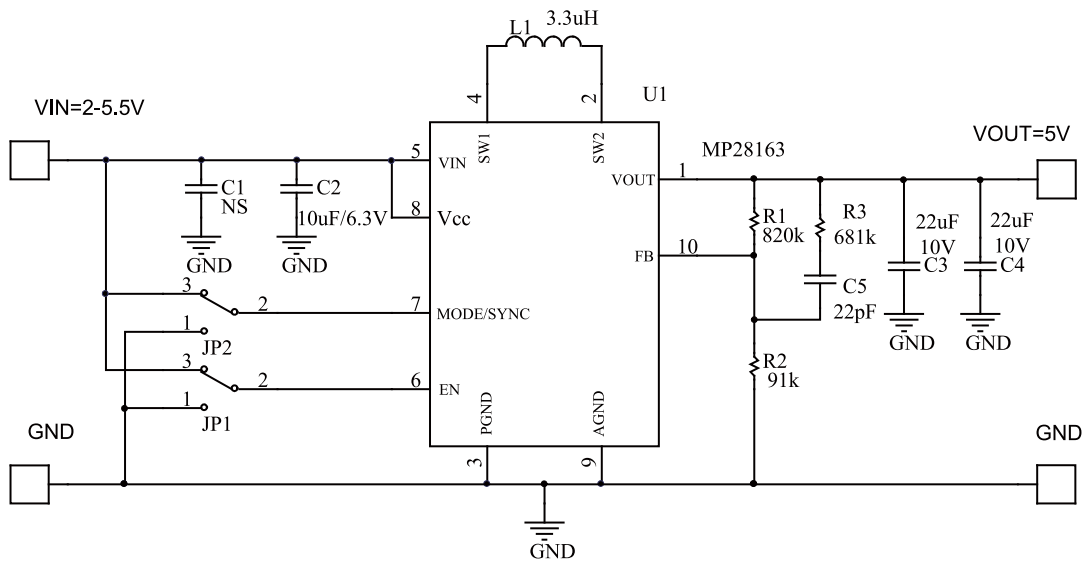 L1 3.3uH
4
2
U1
VIN=2-5.5V
VOUT=5V
SW1
SW2
MP28163
5
VIN
VOUT
1
C1
NS
C2
10uF/6.3V
8
Vcc
R1
820k
R3
681k
22uF
10V
C3
22uF
10V
C4
GND
GND
FB
10
C5
22pF
3
2
7
MODE/SYNC
1
JP2
GND
GND
3
2
6
EN
R2
91k
1
JP1
PGND
AGND
GND
GND
3
9
GND